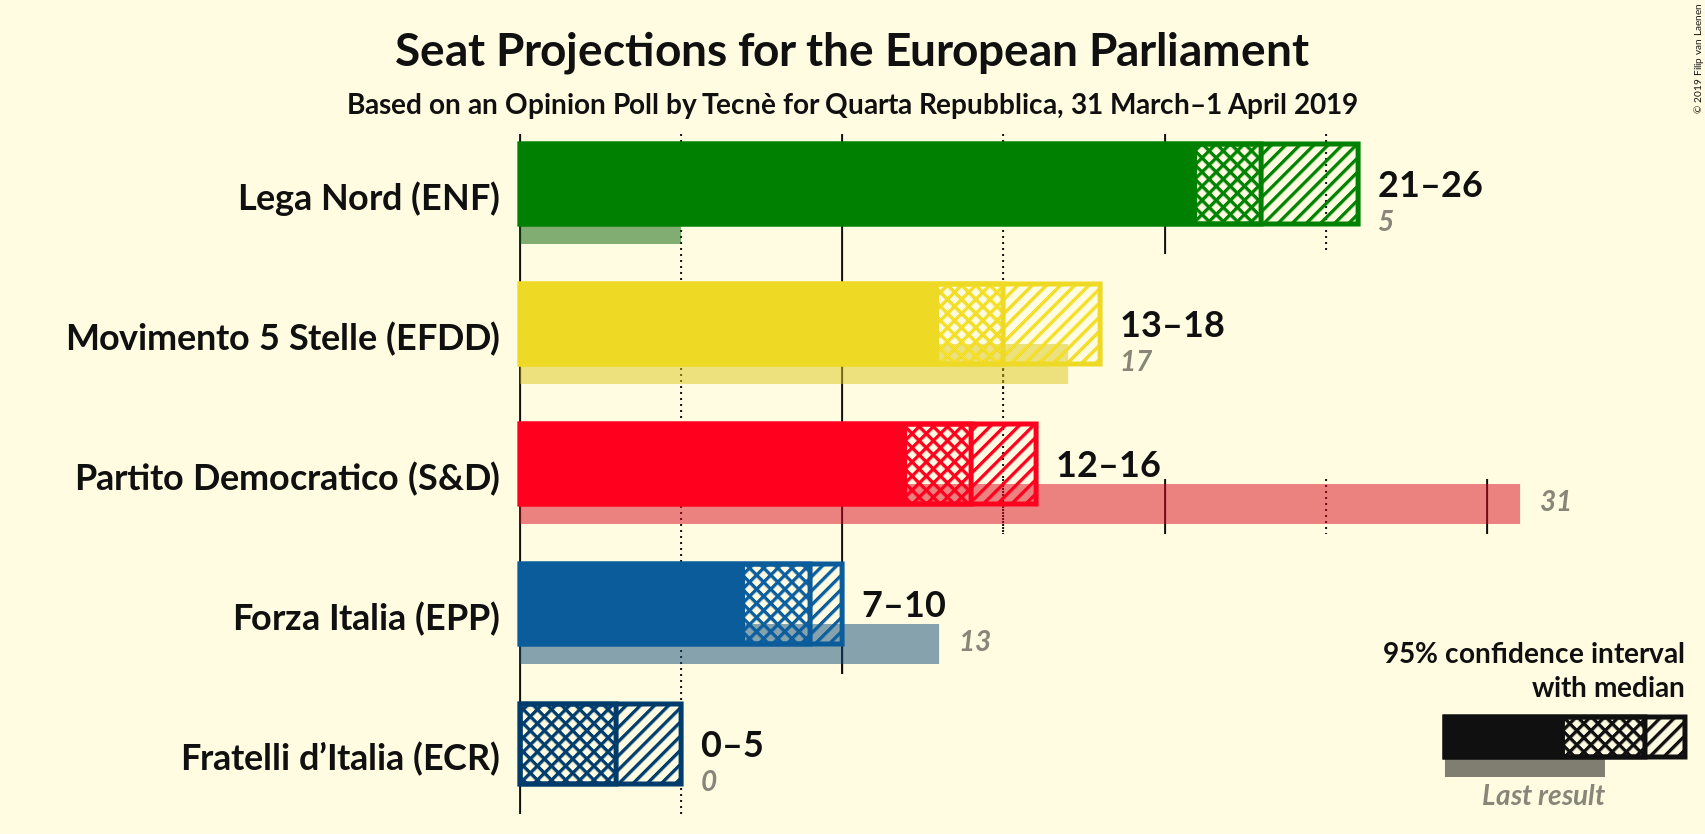 Seat Projections for the European Parliament
Based on an Opinion Poll by Tecnè for Quarta Repubblica, 31 March–1 April 2019
© 2019 Filip van Laenen
Lega Nord (ENF)
21–26
5
Movimento 5 Stelle (EFDD)
13–18
17
Partito Democratico (S&D)
12–16
31
Forza Italia (EPP)
7–10
13
Fratelli d’Italia (ECR)
0–5
0
95% confidence interval
with median
Last result